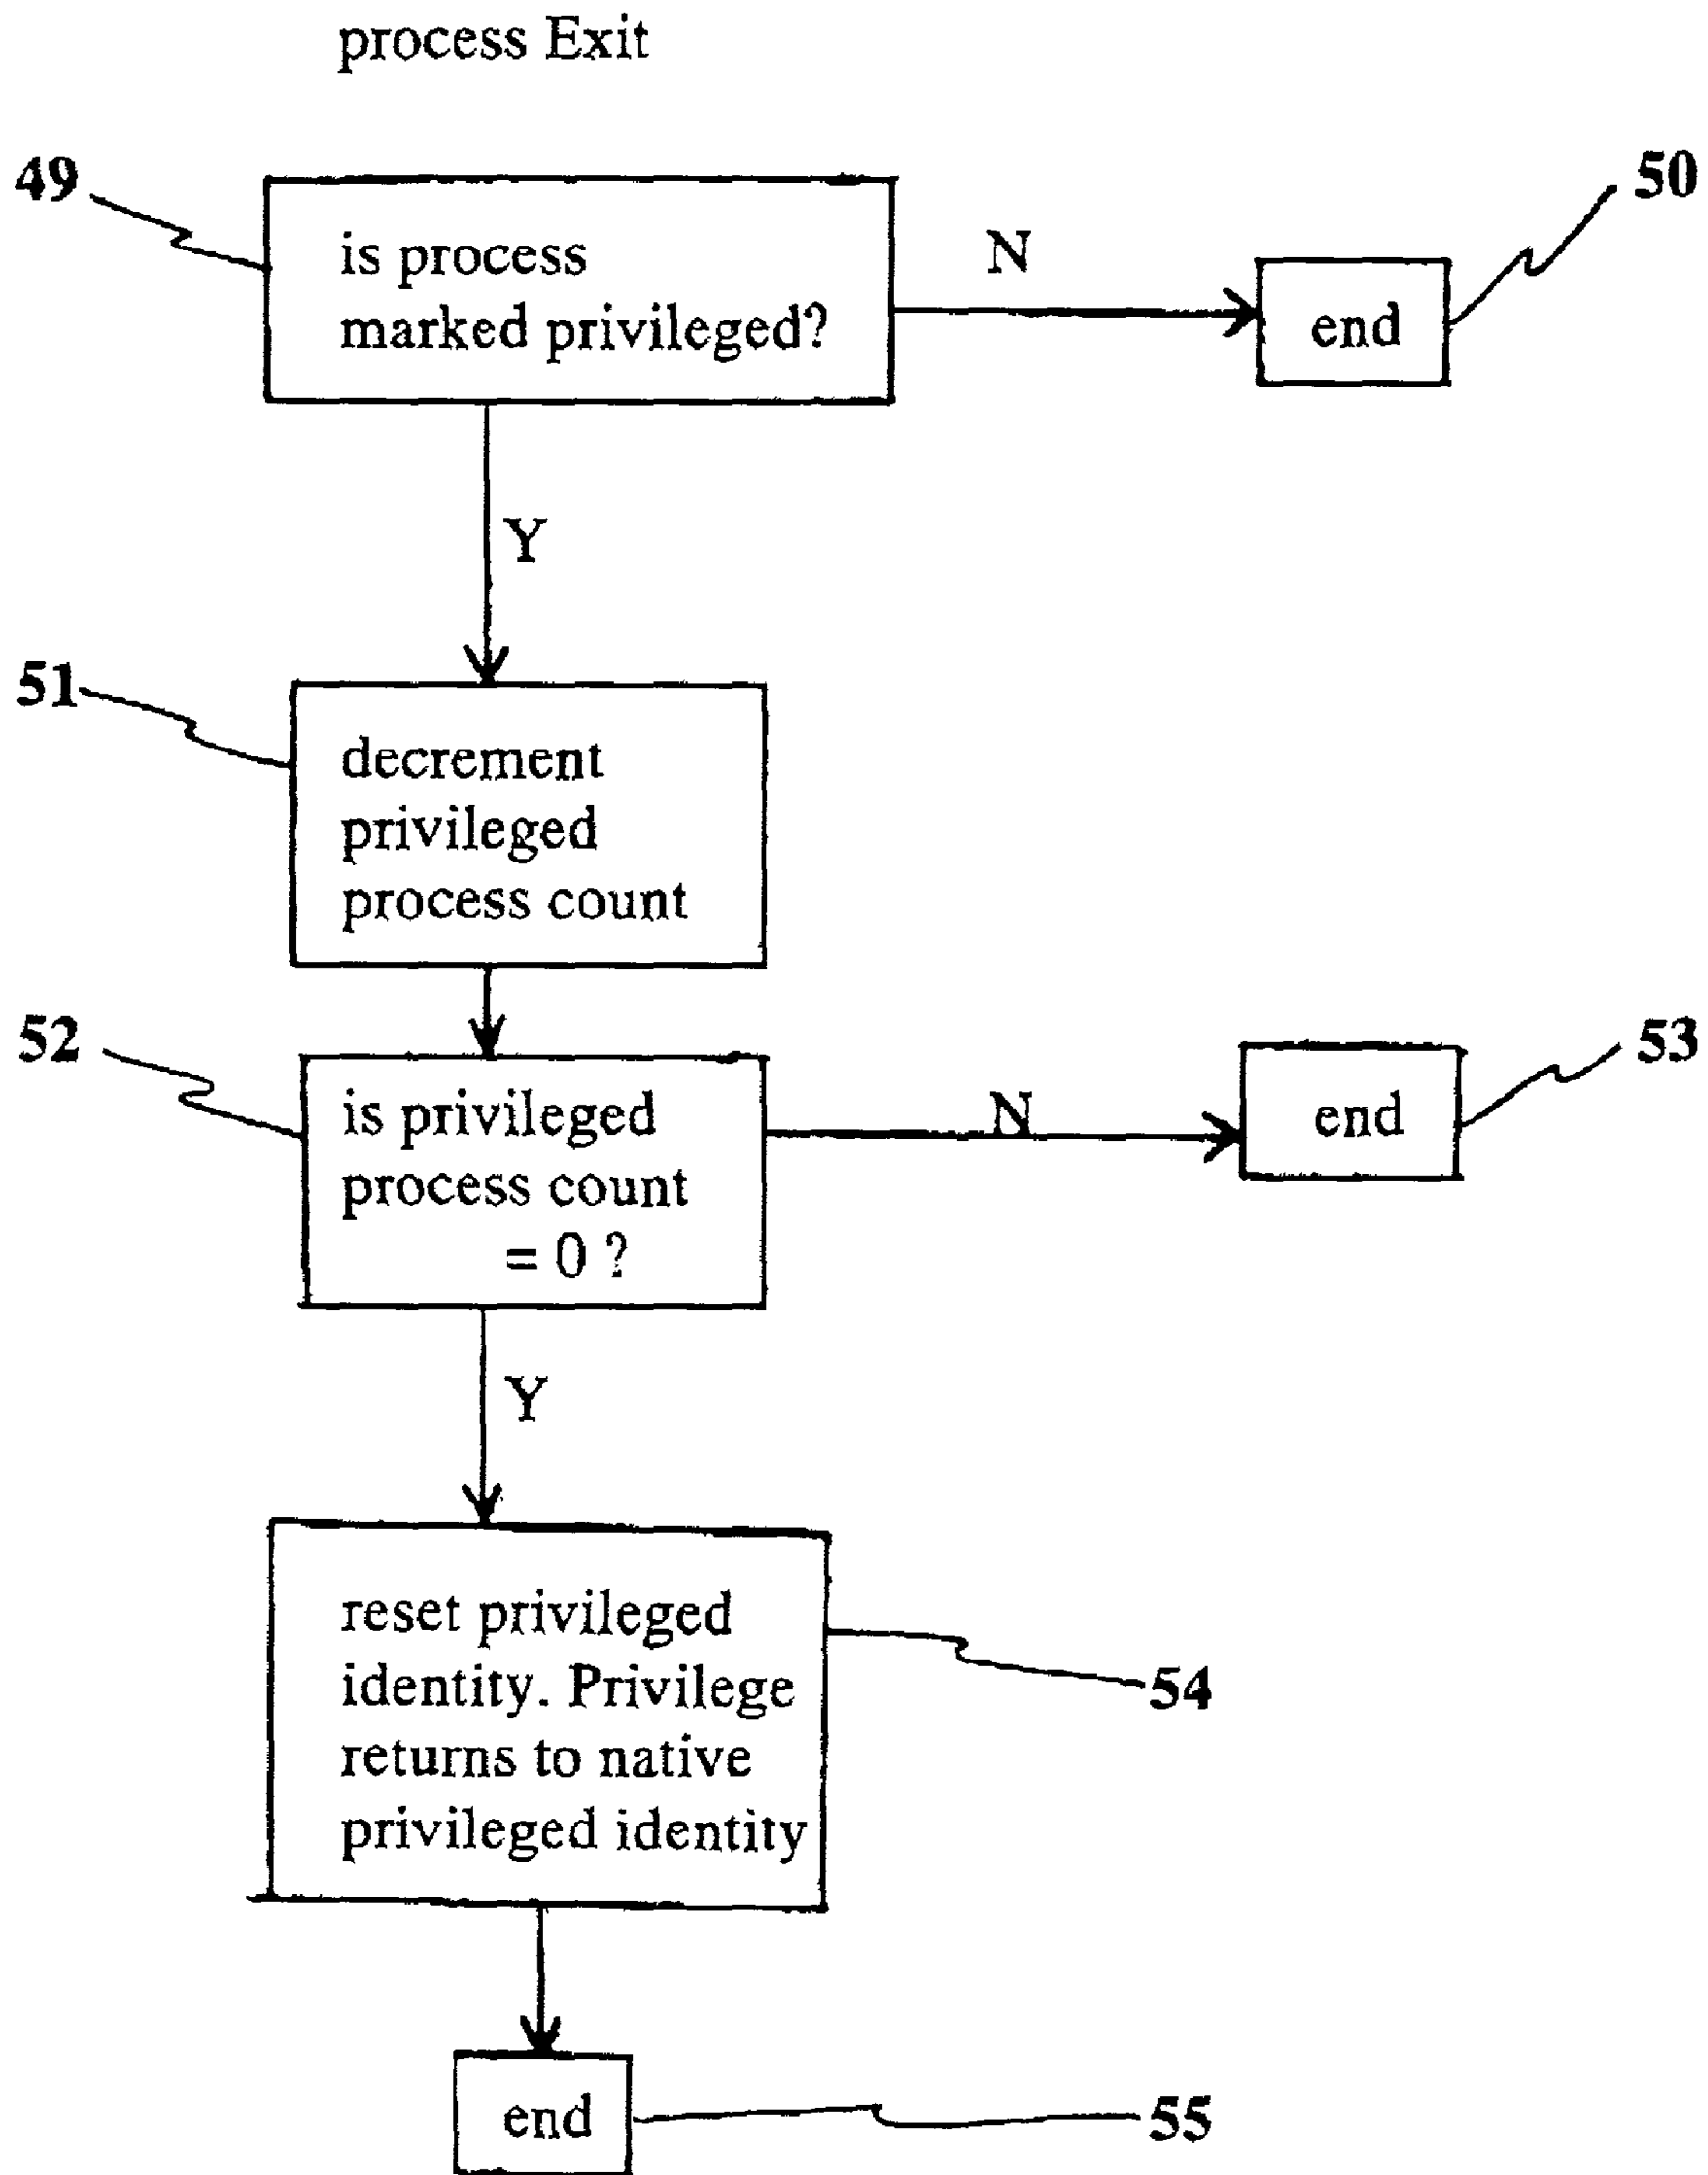 process Exit
49
is process
marked privileged?
N
end
50
Y
51
decrement
privileged
process count
52
is privileged
process count
= 0 ?
N
end
53
Y
reset privileged
identity. Privilege
returns to native
privileged identity
54
end
55